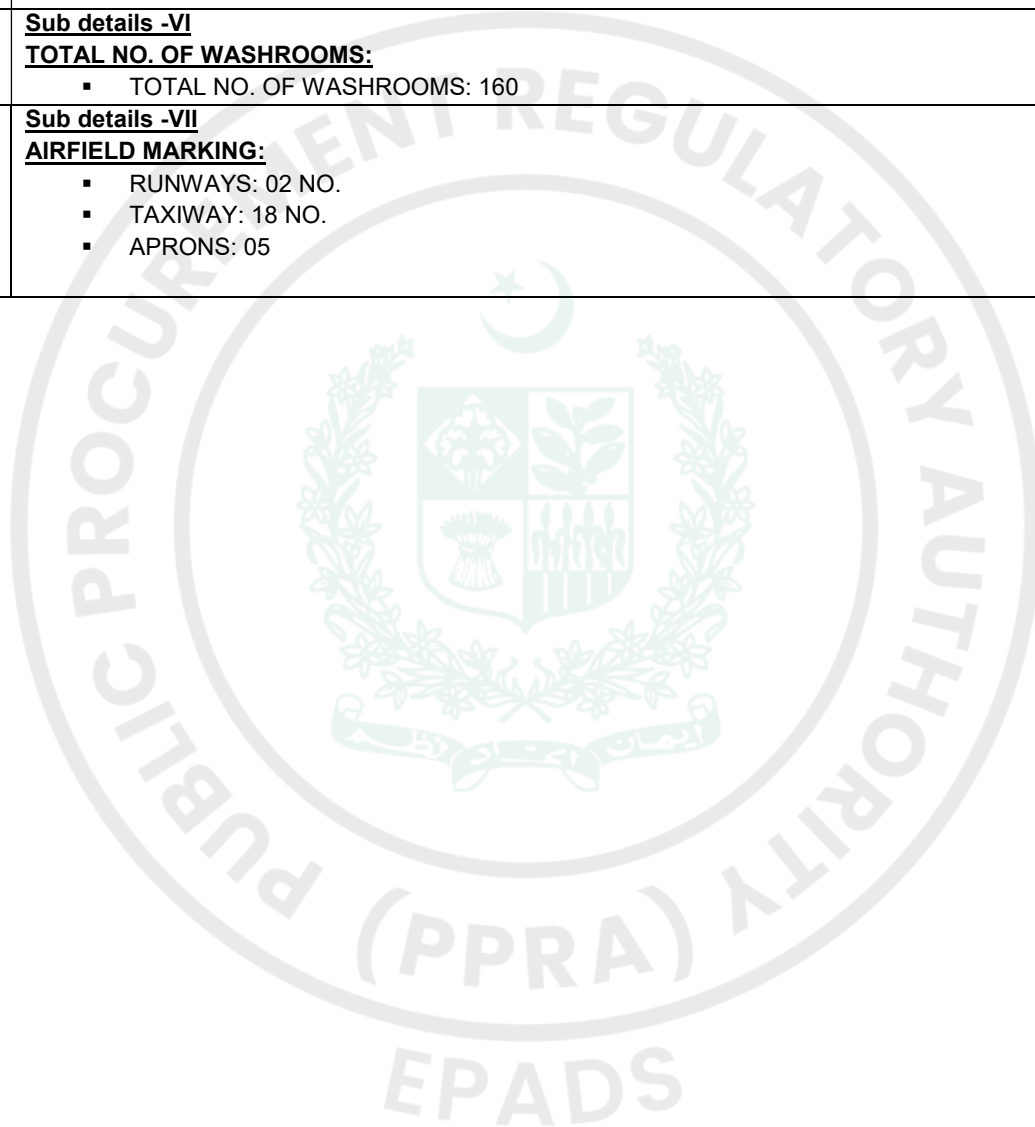 Sub details -VI
TOTAL NO. OF WASHROOMS:
▪ TOTAL NO. OF WASHROOMS: 160
Sub details -VII
AIRFIELD MARKING:
▪ RUNWAYS: 02 NO.
▪ TAXIWAY: 18 NO.
▪ APRONS: 05
PUBLIC PROCUREMENT REGULATORY AUTHORITY
(PPRA)
EPADS